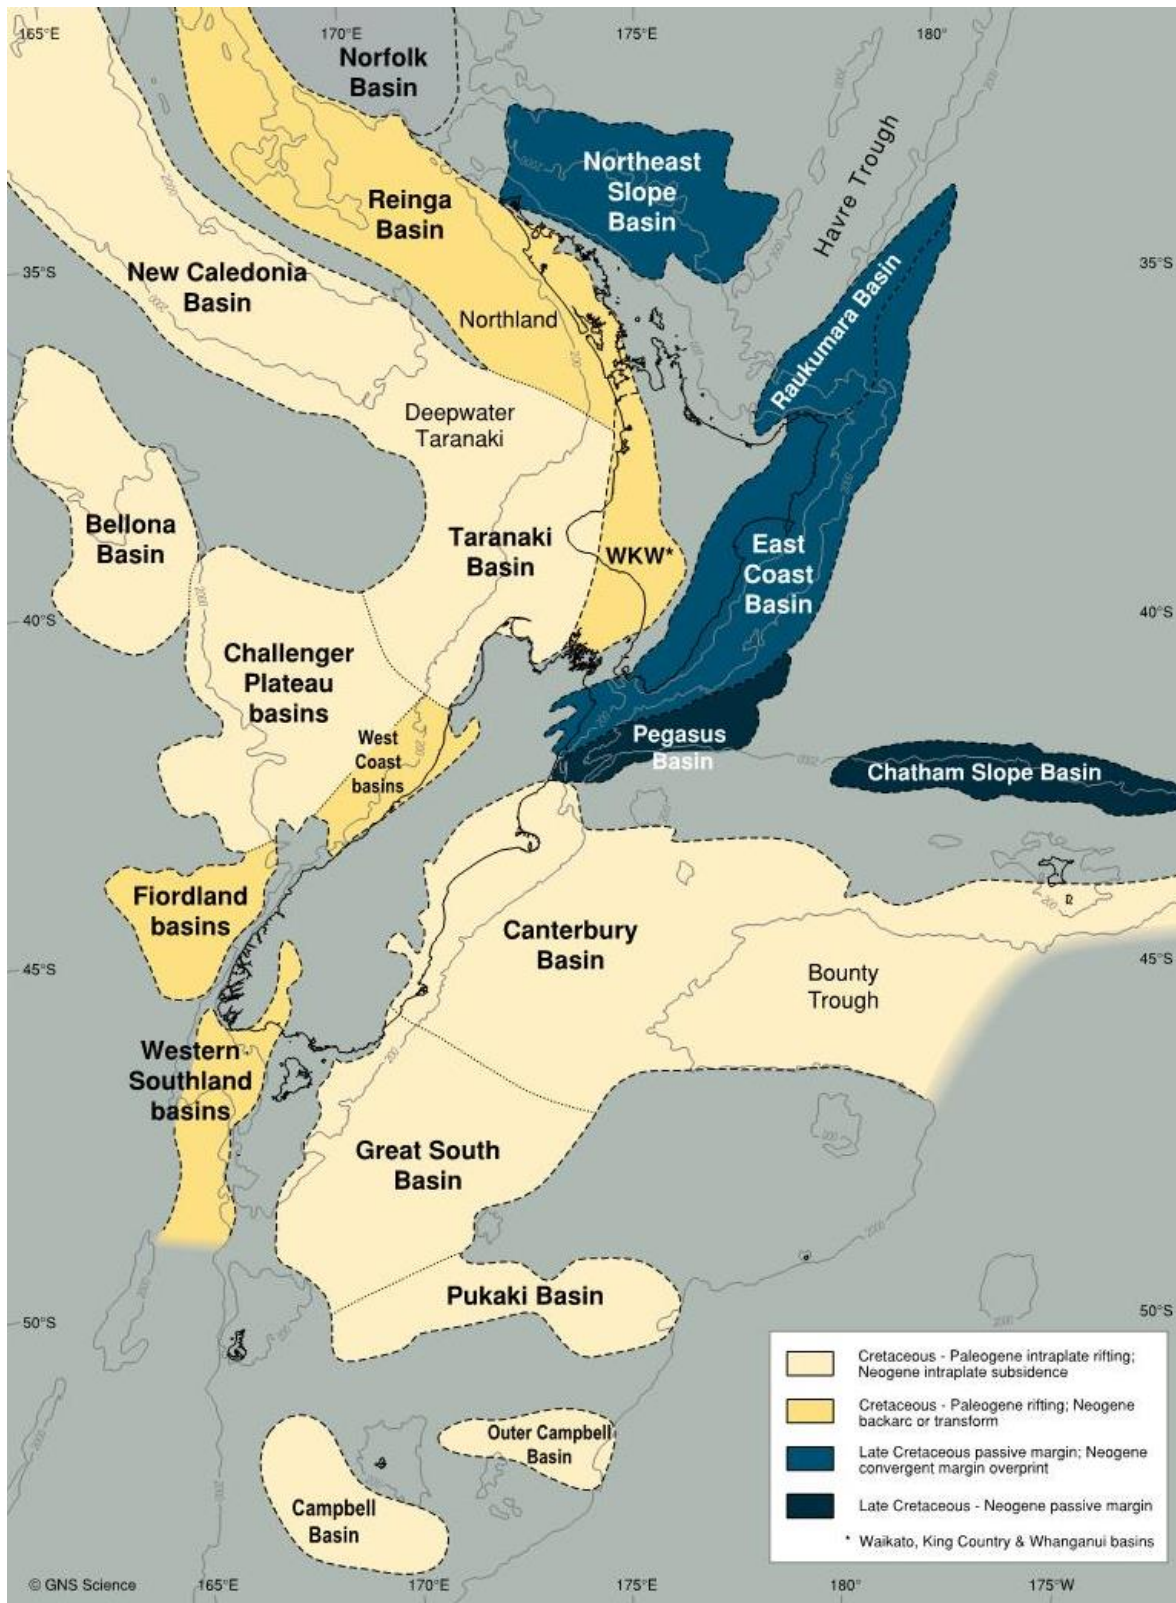 165°E
170°E
175°E
180°
Norfolk
Basin
Northeast
Slope
Basin
Havre Trough
Reinga
Basin
35°S
35°S
New Caledonia
Basin
Raukumara Basin
Northland
Deepwater
Taranaki
Bellona
Basin
Taranaki
Basin
WKW*
East
Coast
Basin
40°S
40°S
Challenger
Plateau
basins
West
Coast
basins
Pegasus
Basin
Chatham Slope Basin
Fiordland
basins
Canterbury
Basin
45°S
45°S
Bounty
Trough
Western
Southland
basins
Great South
Basin
Pukaki Basin
50°S
50°S
Outer Campbell
Basin
Campbell
Basin
Cretaceous - Paleogene intraplate rifting;
Neogene intraplate subsidence
Cretaceous - Paleogene rifting; Neogene
backarc or transform
Late Cretaceous passive margin; Neogene
convergent margin overprint
Late Cretaceous - Neogene passive margin
* Waikato, King Country & Whanganui basins
© GNS Science
165°E
170°E
175°E
180°
175°W